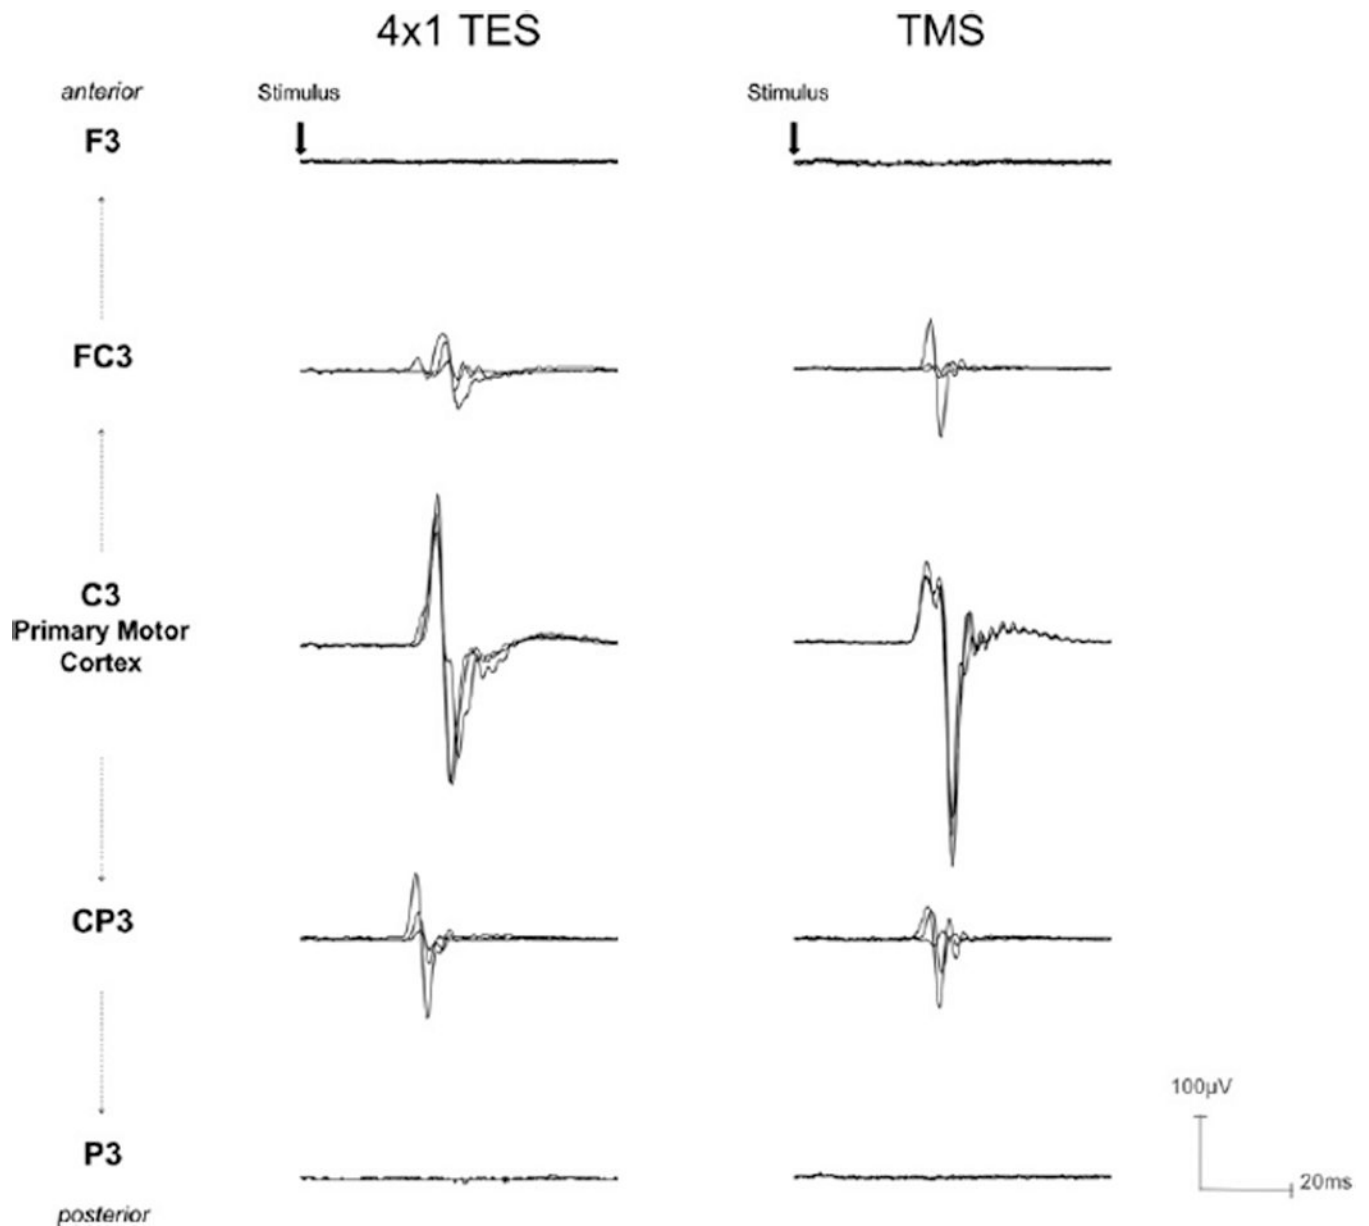 4x1 TES
TMS
anterior
Stimulus
Stimulus
F3
FC3
C3
Primary Motor
Cortex
CP3
P3
posterior
100µV
20ms